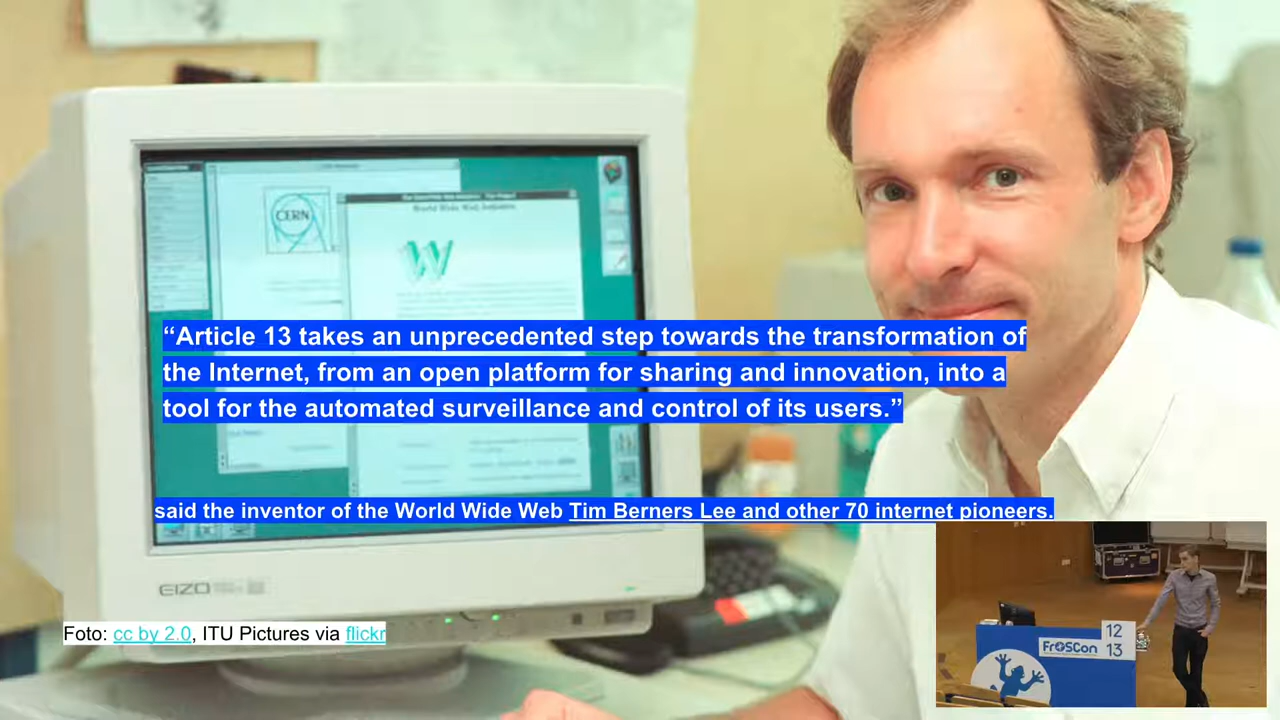 CERN
World Wide Web
W
“Article 13 takes an unprecedented step towards the transformation of
the Internet, from an open platform for sharing and innovation, into a
tool for the automated surveillance and control of its users.”
said the inventor of the World Wide Web Tim Berners Lee and other 70 internet pioneers.
EIZO
Foto: cc by 2.0, ITU Pictures via flickr
FrOSCon
12
13